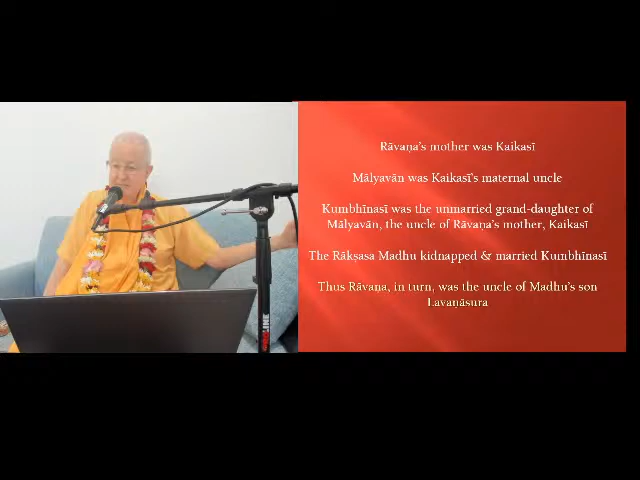 Rāvaṇa's mother was Kaikasī
Mālyavān was Kaikasī's maternal uncle
Kumbhīnasī was the unmarried grand-daughter of
Mālyavān, the uncle of Rāvaṇa's mother, Kaikasī
The Rākṣasa Madhu kidnapped & married Kumbhīnasī
Thus Rāvaṇa, in turn, was the uncle of Madhu's son
Lavaṇāsura